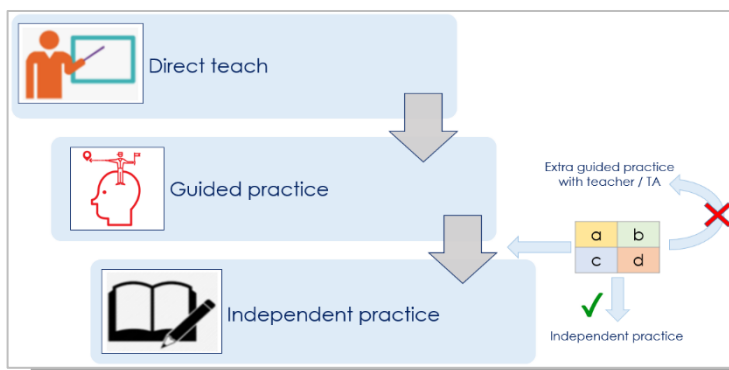 Direct teach
Guided practice
Extra guided practice
with teacher / TA
a b
c d
Independent practice
Independent practice